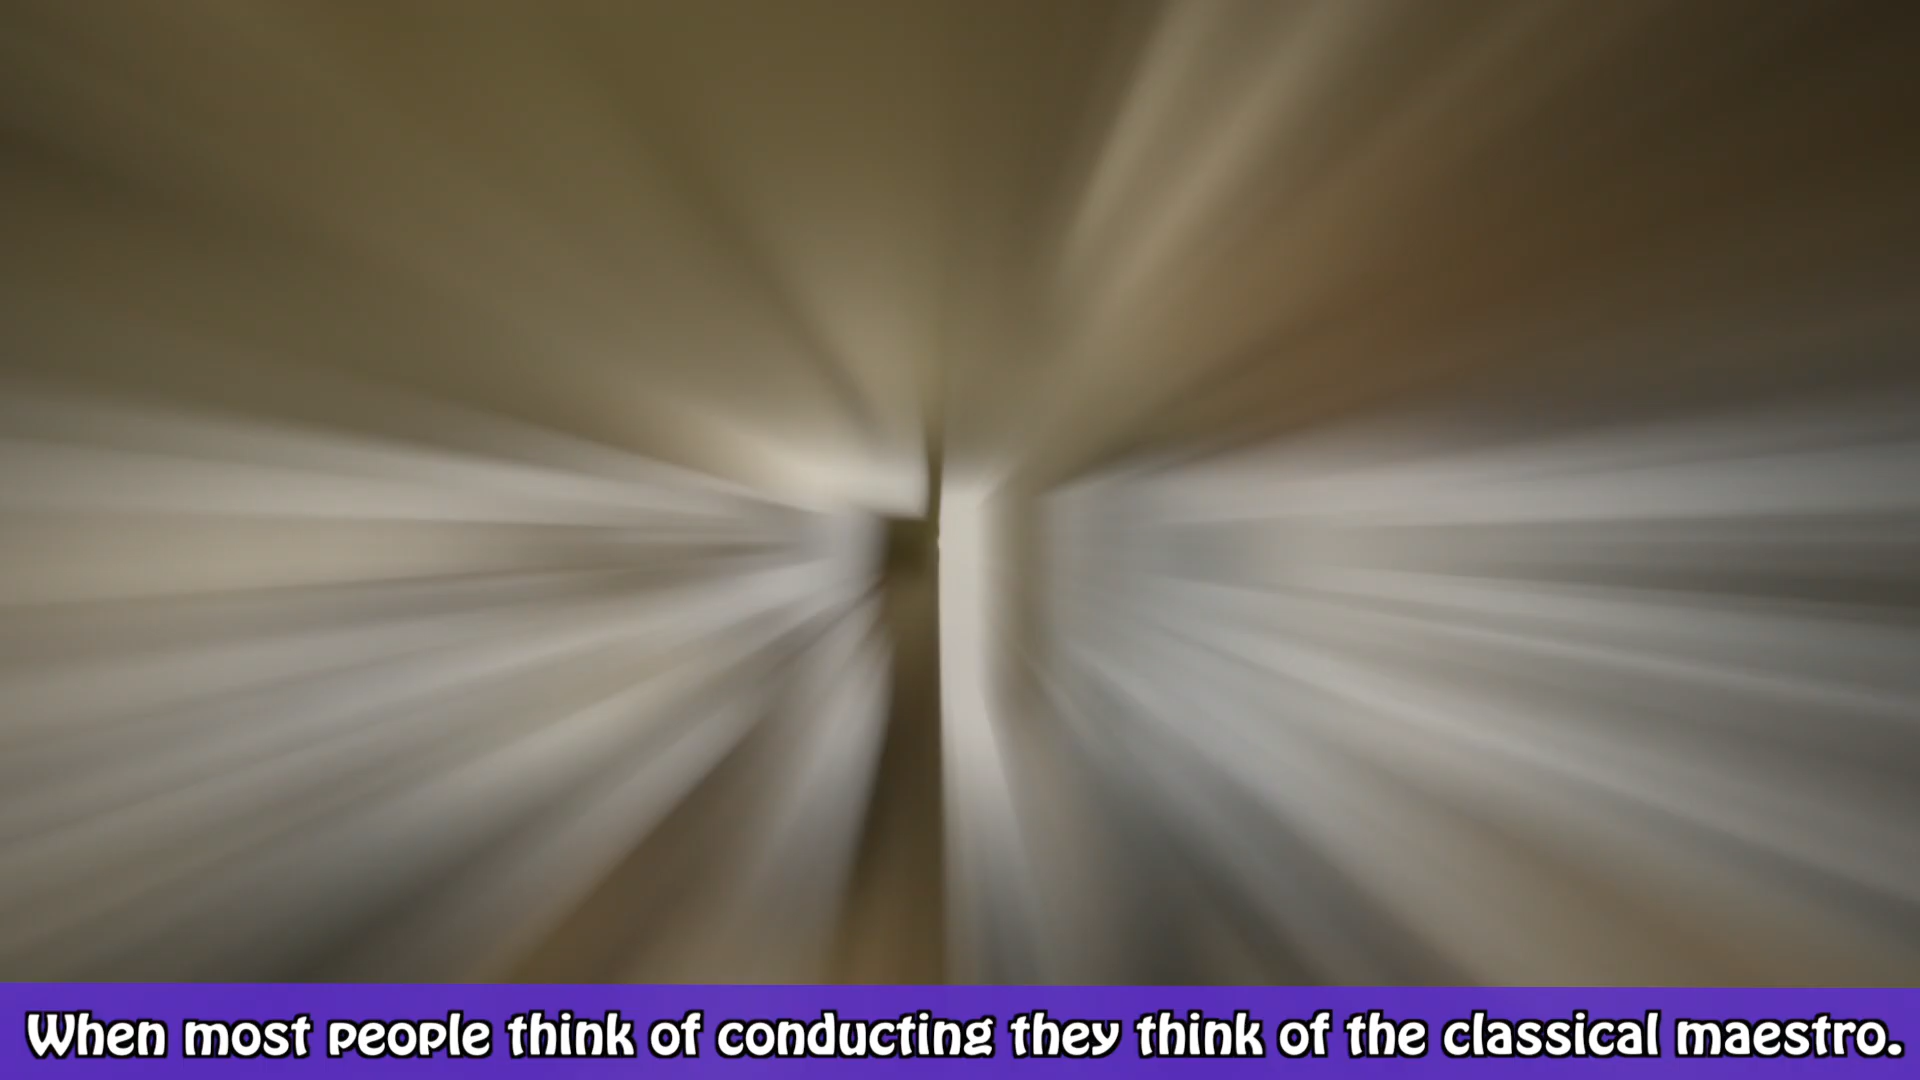 When most people think of conducting they think of the classical maestro.